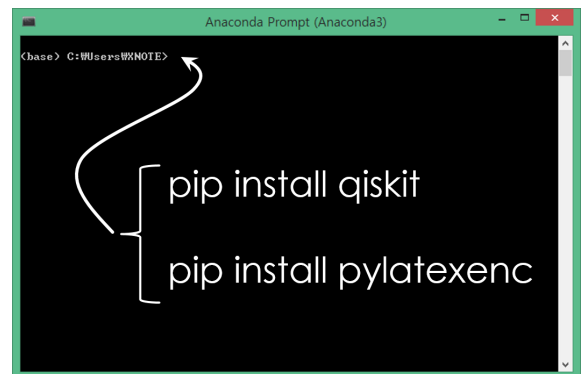 Anaconda Prompt (Anaconda3)
(base) C:₩Users₩XNOTE>
pip install qiskit
pip install pylatexenc